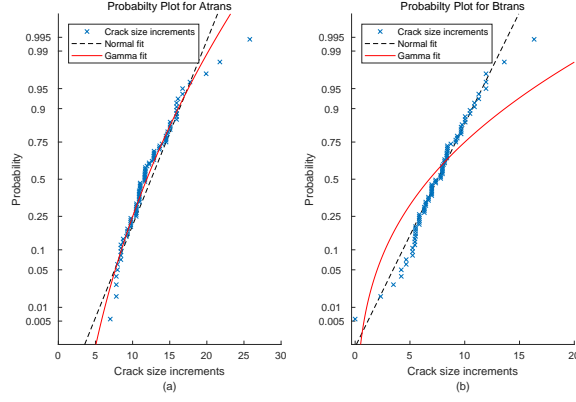 Probabilty Plot for Atrans
Crack size increments
Normal fit
Gamma fit
0.995
0.99
0.95
0.9
0.75
0.5
0.25
0.1
0.05
0.01
0.005
Probability
0 5 10 15 20 25 30
Crack size increments
(a)
Probabilty Plot for Btrans
Crack size increments
Normal fit
Gamma fit
0.995
0.99
0.95
0.9
0.75
0.5
0.25
0.1
0.05
0.01
0.005
Probability
0 5 10 15 20
Crack size increments
(b)